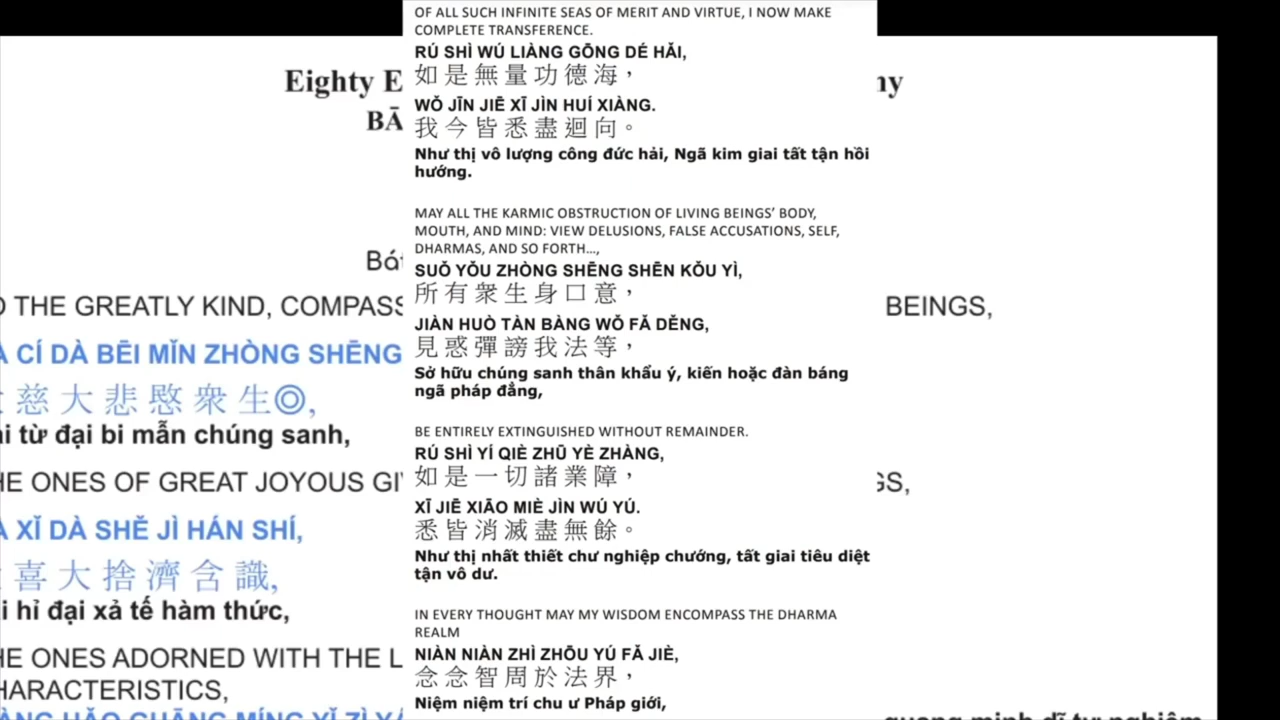 OF ALL SUCH INFINITE SEAS OF MERIT AND VIRTUE, I NOW MAKE
COMPLETE TRANSFERENCE.
RÚ SHÌ WÚ LIÀNG GŌNG DÉ HǍI,
如是無量功德海，
WǑ JĪN JIĒ XĪ JÌN HUÍ XIÀNG.
我今皆悉盡迴向。
Như thị vô lượng công đức hải, Ngã kim giai tất tận hồi
hướng.
MAY ALL THE KARMIC OBSTRUCTION OF LIVING BEINGS’ BODY,
MOUTH, AND MIND: VIEW DELUSIONS, FALSE ACCUSATIONS, SELF,
DHARMAS, AND SO FORTH…,
SUǑ YǑU ZHÒNG SHĒNG SHĒN KǑU YÌ,
所有衆生身口意，
JIÀN HUÒ TÀN BÀNG WǑ FǍ DĚNG,
見惑彈謗我法等，
Sở hữu chúng sanh thân khẩu ý, kiến hoặc đàn báng
ngã pháp đẳng,
BE ENTIRELY EXTINGUISHED WITHOUT REMAINDER.
RÚ SHÌ YÍ QIÈ ZHŪ YÈ ZHÀNG,
如是一切諸業障，
XĪ JIĒ XIĀO MIÈ JÌN WÚ YÚ.
悉皆消滅盡無餘。
Như thị nhất thiết chư nghiệp chướng, tất giai tiêu diệt
tận vô dư.
IN EVERY THOUGHT MAY MY WISDOM ENCOMPASS THE DHARMA
REALM
NIÀN NIÀN ZHÌ ZHŌU YÚ FǍ JIÈ,
念念智周於法界，
Niệm niệm trí chu ư Pháp giới,
Eighty
BĀ
THE GREATLY KIND, BEINGS,
CÍ DÀ BĒI MǏN ZHÒNG SHĒNG
慈大悲愍衆生◎,
từ đại bi mẫn chúng sanh,
ONES OF GREAT JOYOUS
XǏ DÀ SHĚ JÌ HÁN SHÍ,
喜大捨濟含識,
hỉ đại xả tế hàm thức,
ONES ADORNED WITH THE
HARACTERISTICS,